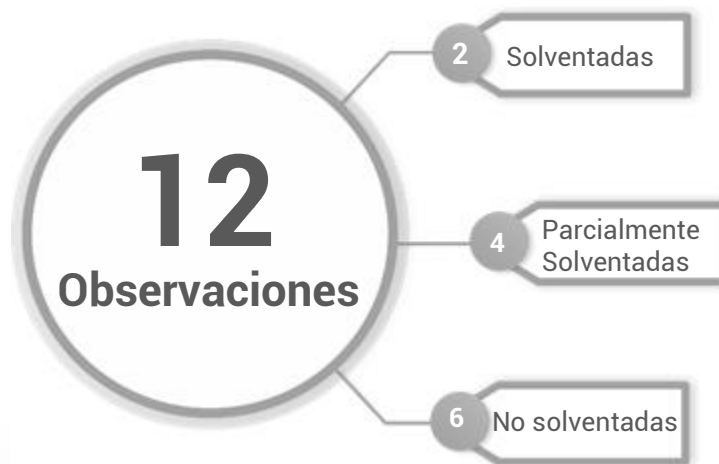 12
Observaciones
2
Solventadas
4
Parcialmente
Solventadas
6
No solventadas